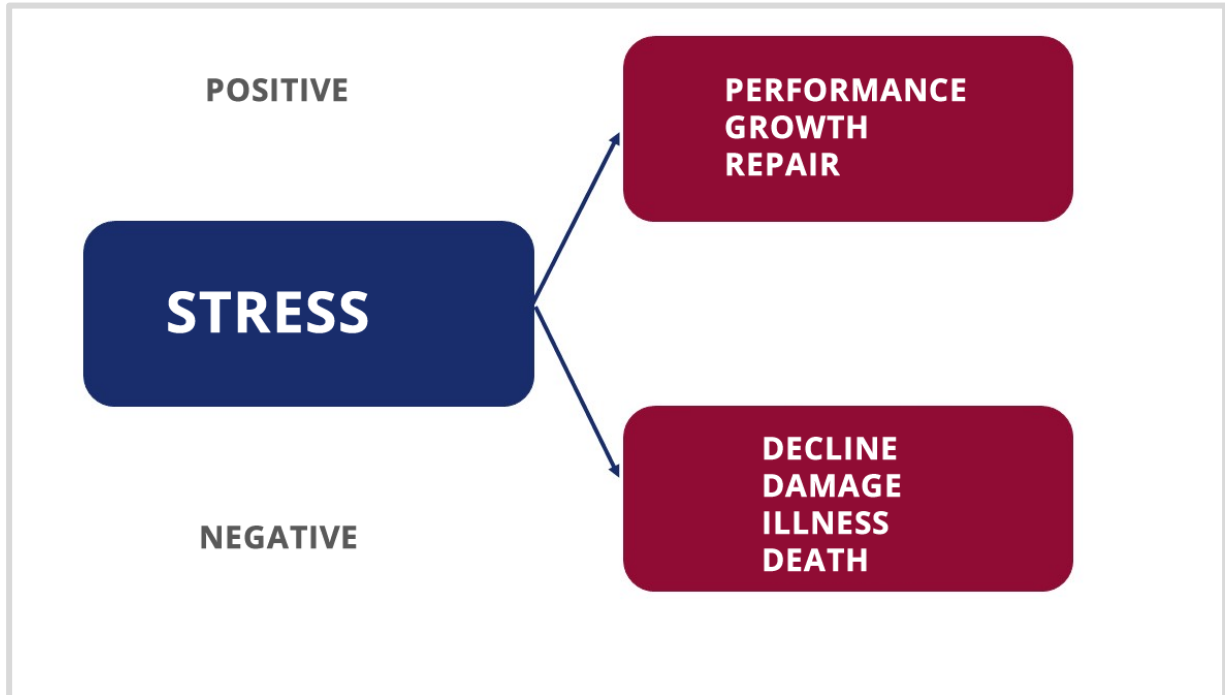 POSITIVE
PERFORMANCE
GROWTH
REPAIR
STRESS
DECLINE
DAMAGE
ILLNESS
DEATH
NEGATIVE